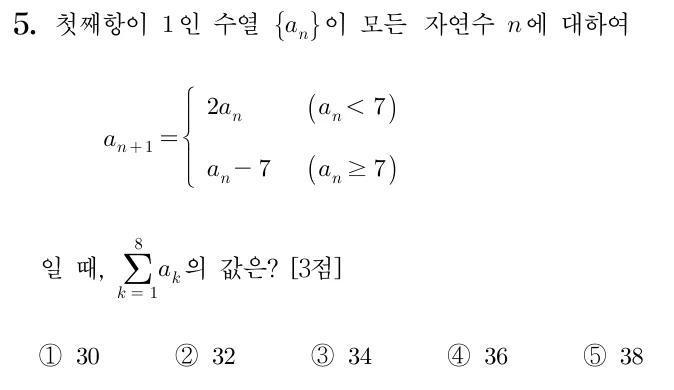 5. 첫째항이 1인 수열 {aₙ}이 모든 자연수 n에 대하여
aₙ₊₁ = { 2aₙ (aₙ < 7)
aₙ − 7 (aₙ ≥ 7)
일 때, ∑_{k=1}^{8} aₖ의 값은? [3점]
① 30 ② 32 ③ 34 ④ 36 ⑤ 38